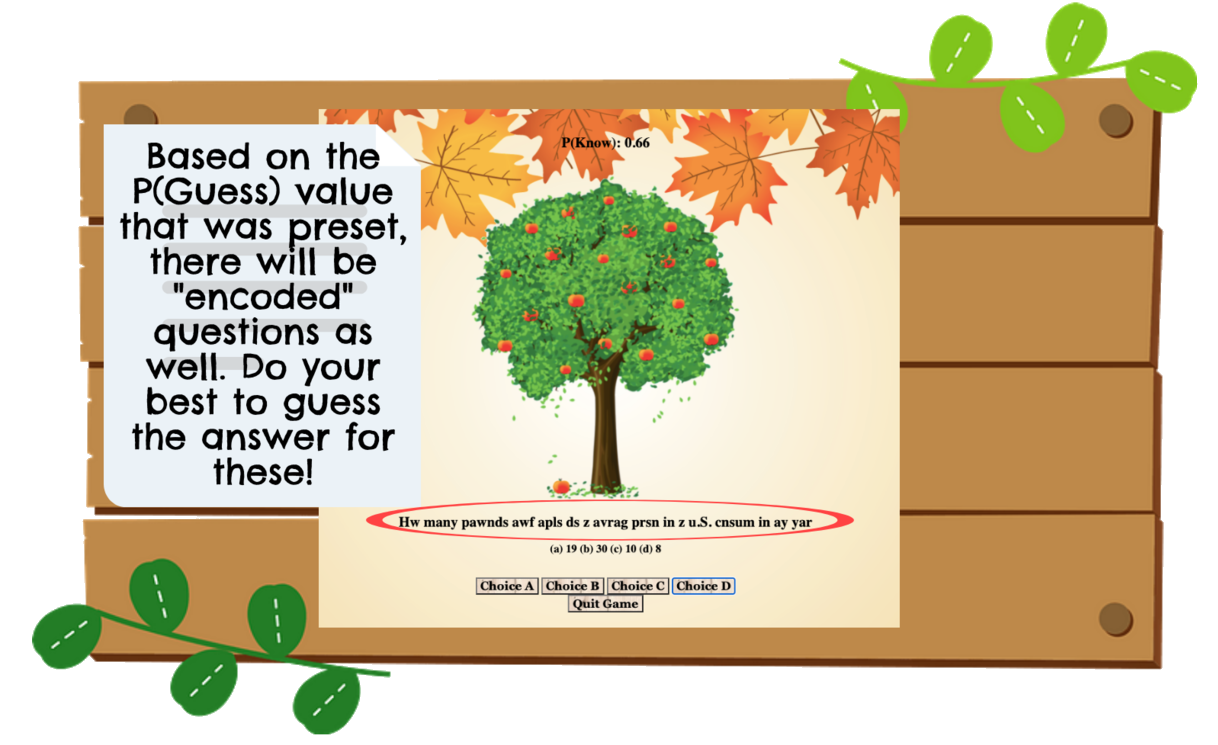 Based on the
P(Guess) value
that was preset,
there will be
"encoded"
questions as
well. Do your
best to guess
the answer for
these!
P(Know): 0.66
Hw many pawnds awf apls ds z avrag prsn in z u.S. cnsum in ay yar
(a) 19 (b) 30 (c) 10 (d) 8
Choice A Choice B Choice C Choice D
Quit Game